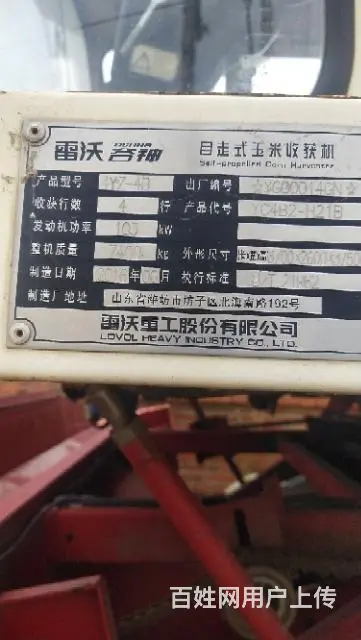 雷沃 谷神 自走式玉米收获机
Self-propelled Corn Harvesters
产品型号 出厂编号
收获行数 4 行 产品代号 YC4B2-H21B
发动机功率 103 kW
整机质量 kg 外形尺寸
制造日期 执行标准
制造厂地址 山东省潍坊市坊子区北海南路192号
雷沃重工股份有限公司
LOVOL HEAVY INDUSTRY CO., LTD.
百姓网用户上传